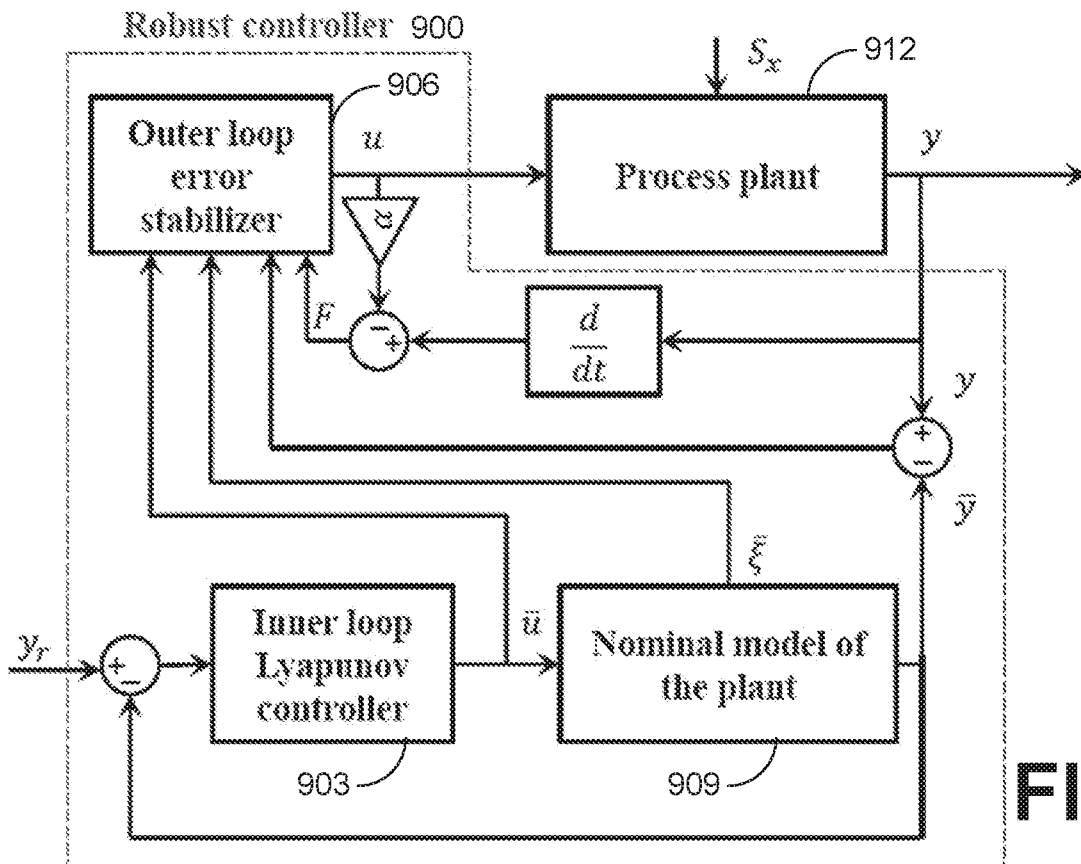 Robust controller 900
906
Outer loop
error
stabilizer
u
S_x
912
Process plant
y
α
F
−
+
d
dt
y
+
−
ȳ
ξ̄
y_r
+
−
Inner loop
Lyapunov
controller
903
ū
Nominal model of
the plant
909
FI